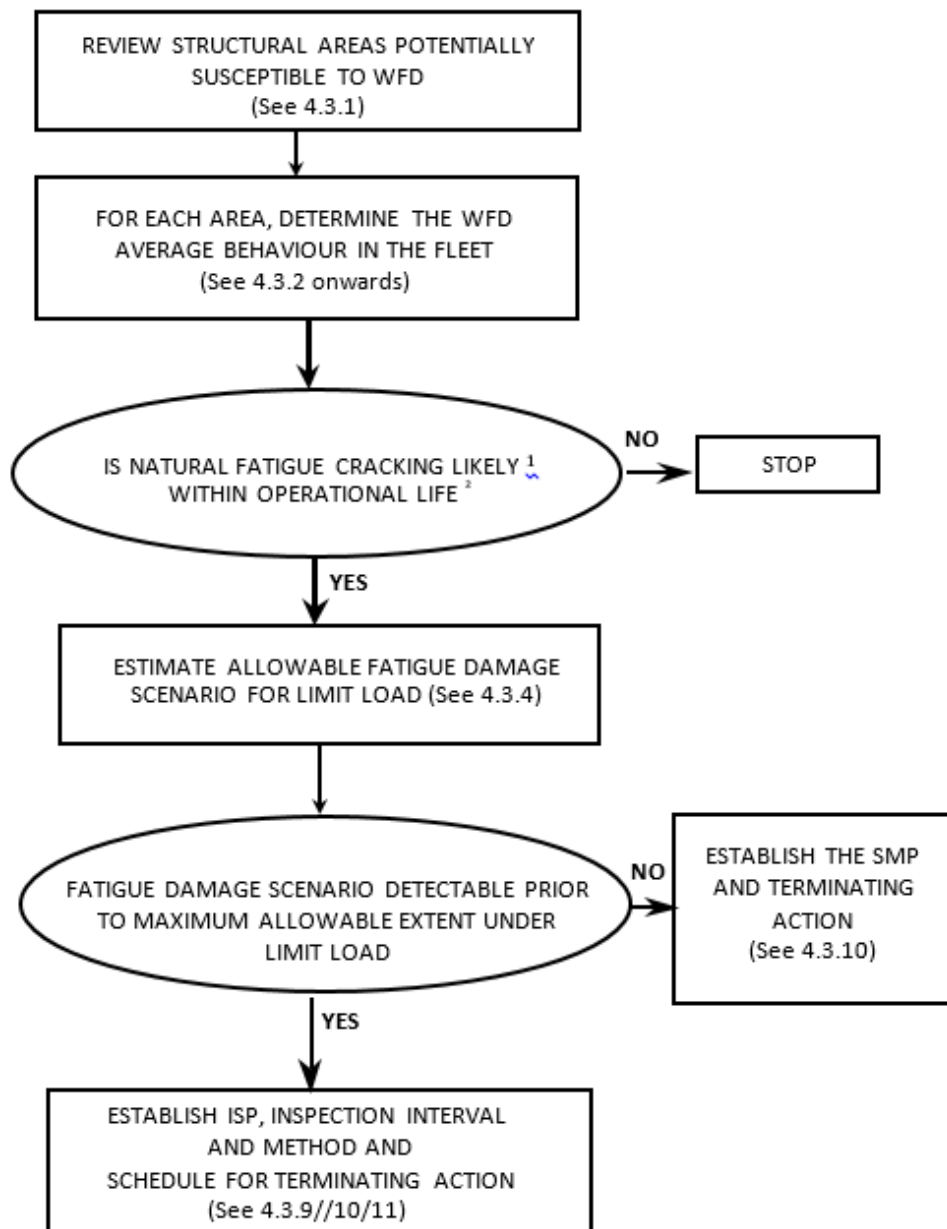 REVIEW STRUCTURAL AREAS POTENTIALLY
SUSCEPTIBLE TO WFD
(See 4.3.1)
FOR EACH AREA, DETERMINE THE WFD
AVERAGE BEHAVIOUR IN THE FLEET
(See 4.3.2 onwards)
IS NATURAL FATIGUE CRACKING LIKELY 1
WITHIN OPERATIONAL LIFE 2
NO
STOP
YES
ESTIMATE ALLOWABLE FATIGUE DAMAGE
SCENARIO FOR LIMIT LOAD (See 4.3.4)
FATIGUE DAMAGE SCENARIO DETECTABLE PRIOR
TO MAXIMUM ALLOWABLE EXTENT UNDER
LIMIT LOAD
NO
ESTABLISH THE SMP
AND TERMINATING
ACTION
(See 4.3.10)
YES
ESTABLISH ISP, INSPECTION INTERVAL
AND METHOD AND
SCHEDULE FOR TERMINATING ACTION
(See 4.3.9//10/11)